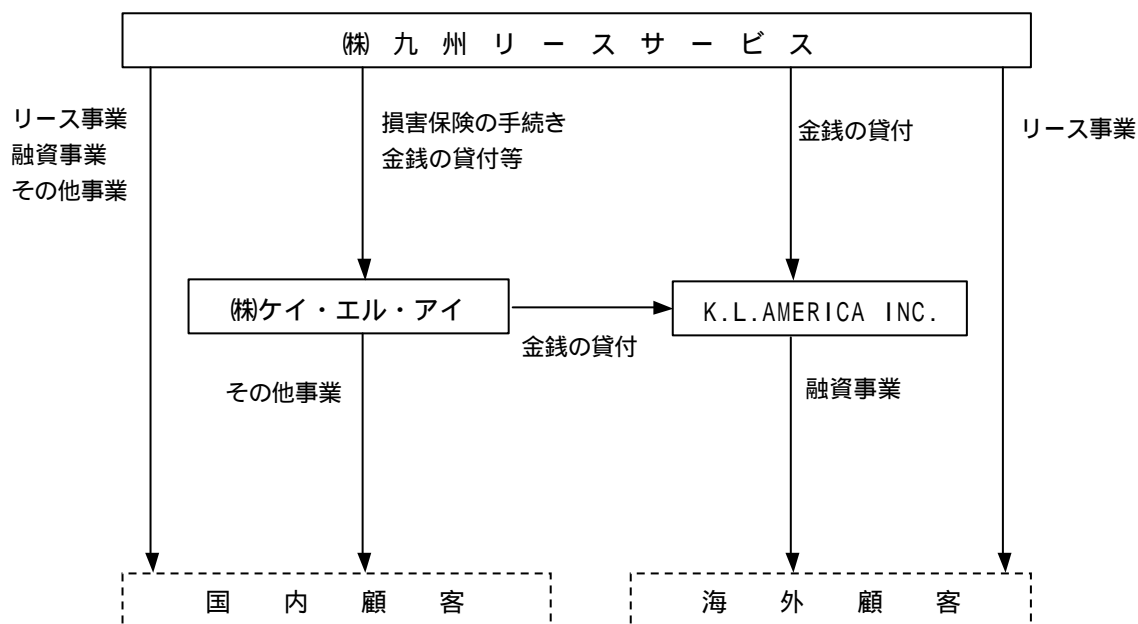 ㈱九州リースサービス
リース事業
融資事業
その他事業
損害保険の手続き
金銭の貸付等
金銭の貸付
リース事業
㈱ケイ・エル・アイ
K.L.AMERICA INC.
金銭の貸付
その他事業
融資事業
国内顧客
海外顧客